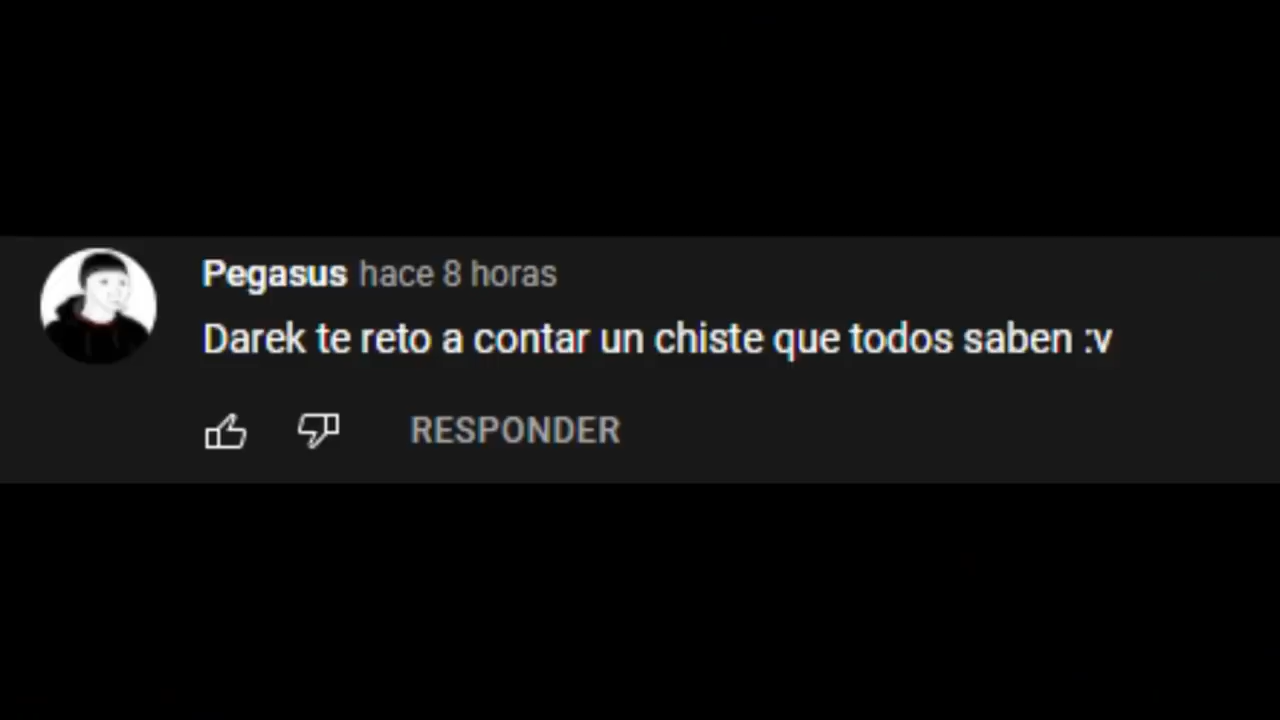 Pegasus hace 8 horas
Darek te reto a contar un chiste que todos saben :v
RESPONDER